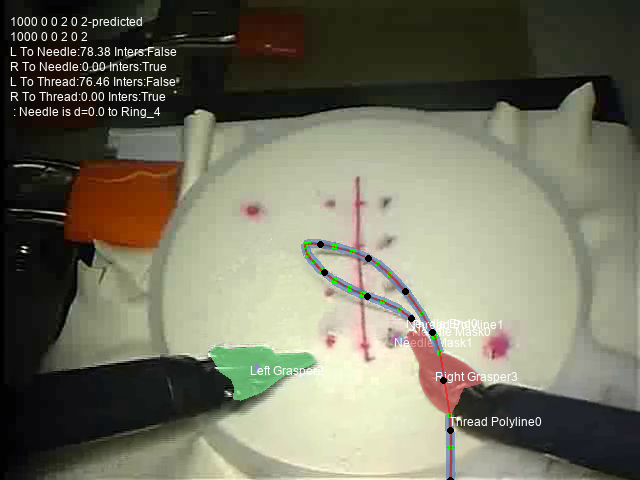 1000 0 0 2 0 2-predicted
1000 0 0 2 0 2
L To Needle:78.38 Inters:False
R To Needle:0.00 Inters:True
L To Thread:76.46 Inters:False
R To Thread:0.00 Inters:True
: Needle is d=0.0 to Ring_4
Needle Mask0
Needle Mask1
Left Grasper2
Right Grasper3
Thread Polyline0